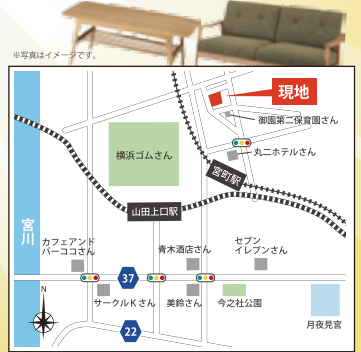 ※写真はイメージです。
現地
御園第二保育園さん
横浜ゴムさん
丸二ホテルさん
宮町駅
山田上口駅
宮川
カフェアンド
バーココさん
青木酒店さん
セブン
イレブンさん
37
サークルKさん
美鈴さん
今之社公園
月夜見宮
N
22